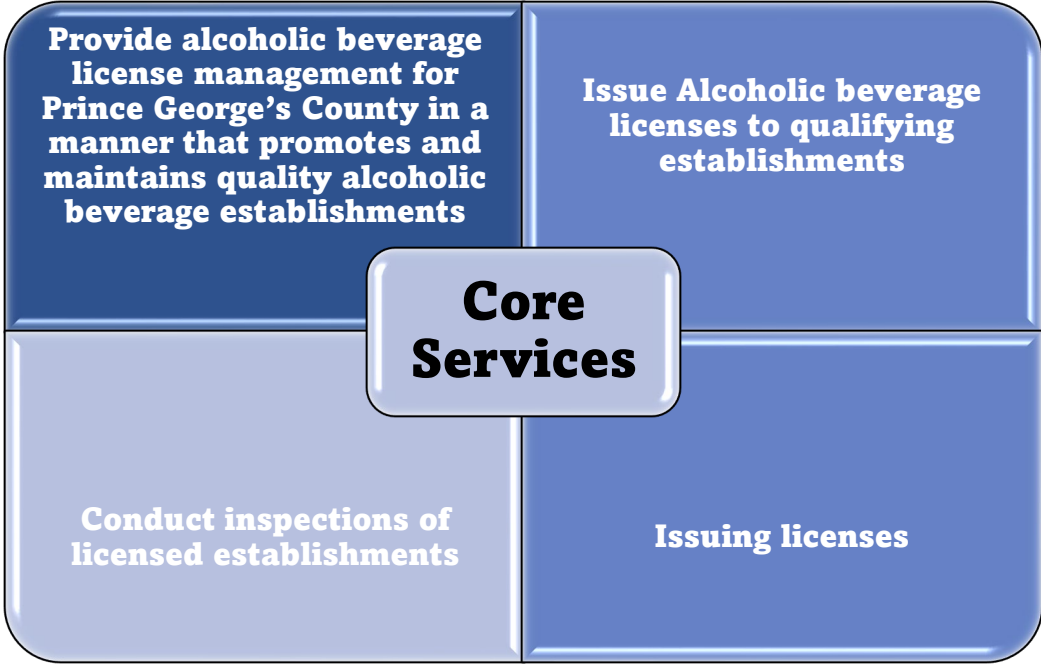 Provide alcoholic beverage
license management for
Prince George’s County in a
manner that promotes and
maintains quality alcoholic
beverage establishments
Issue Alcoholic beverage
licenses to qualifying
establishments
Core
Services
Conduct inspections of
licensed establishments
Issuing licenses